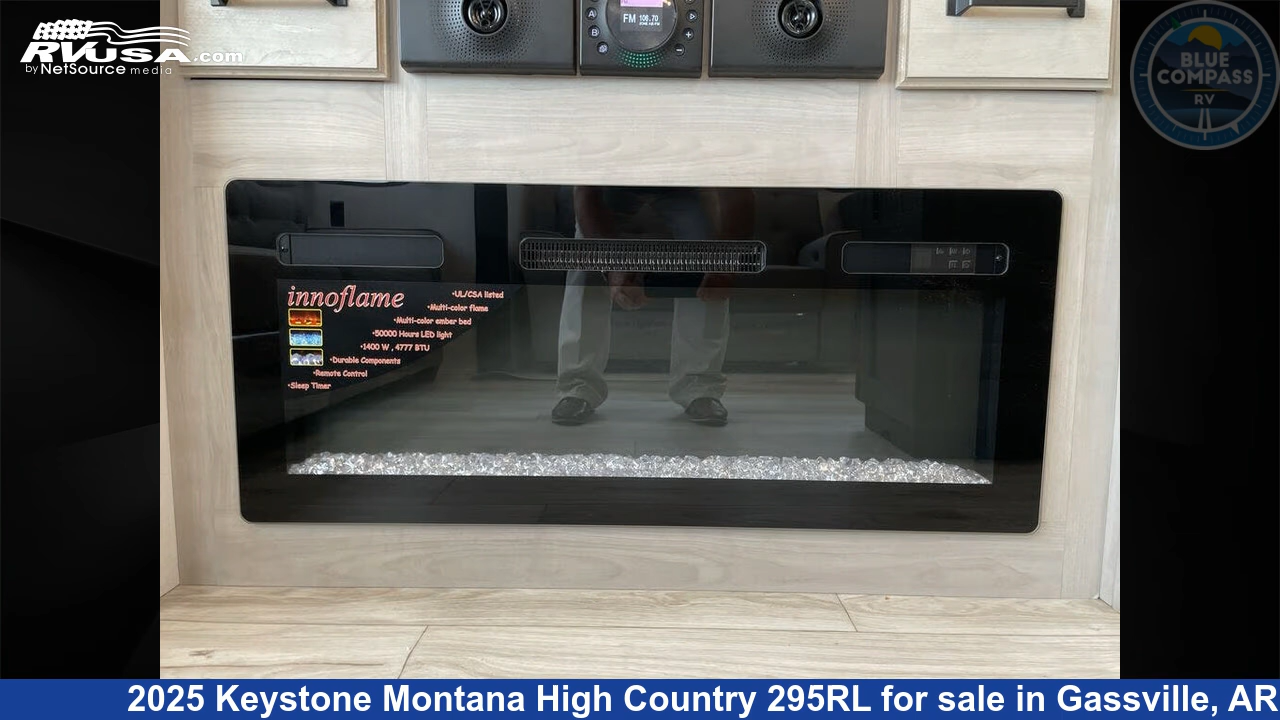 RVUSA.com
by NetSource media
BLUE
COMPASS
RV
A
B
FM 106.70
innoflame
•UL/CSA listed
•Multi-color flame
•Multi-color ember bed
•50000 Hours LED light
•1400 W , 4777 BTU
•Durable Components
•Remote Control
•Sleep Timer
2025 Keystone Montana High Country 295RL for sale in Gassville, AR